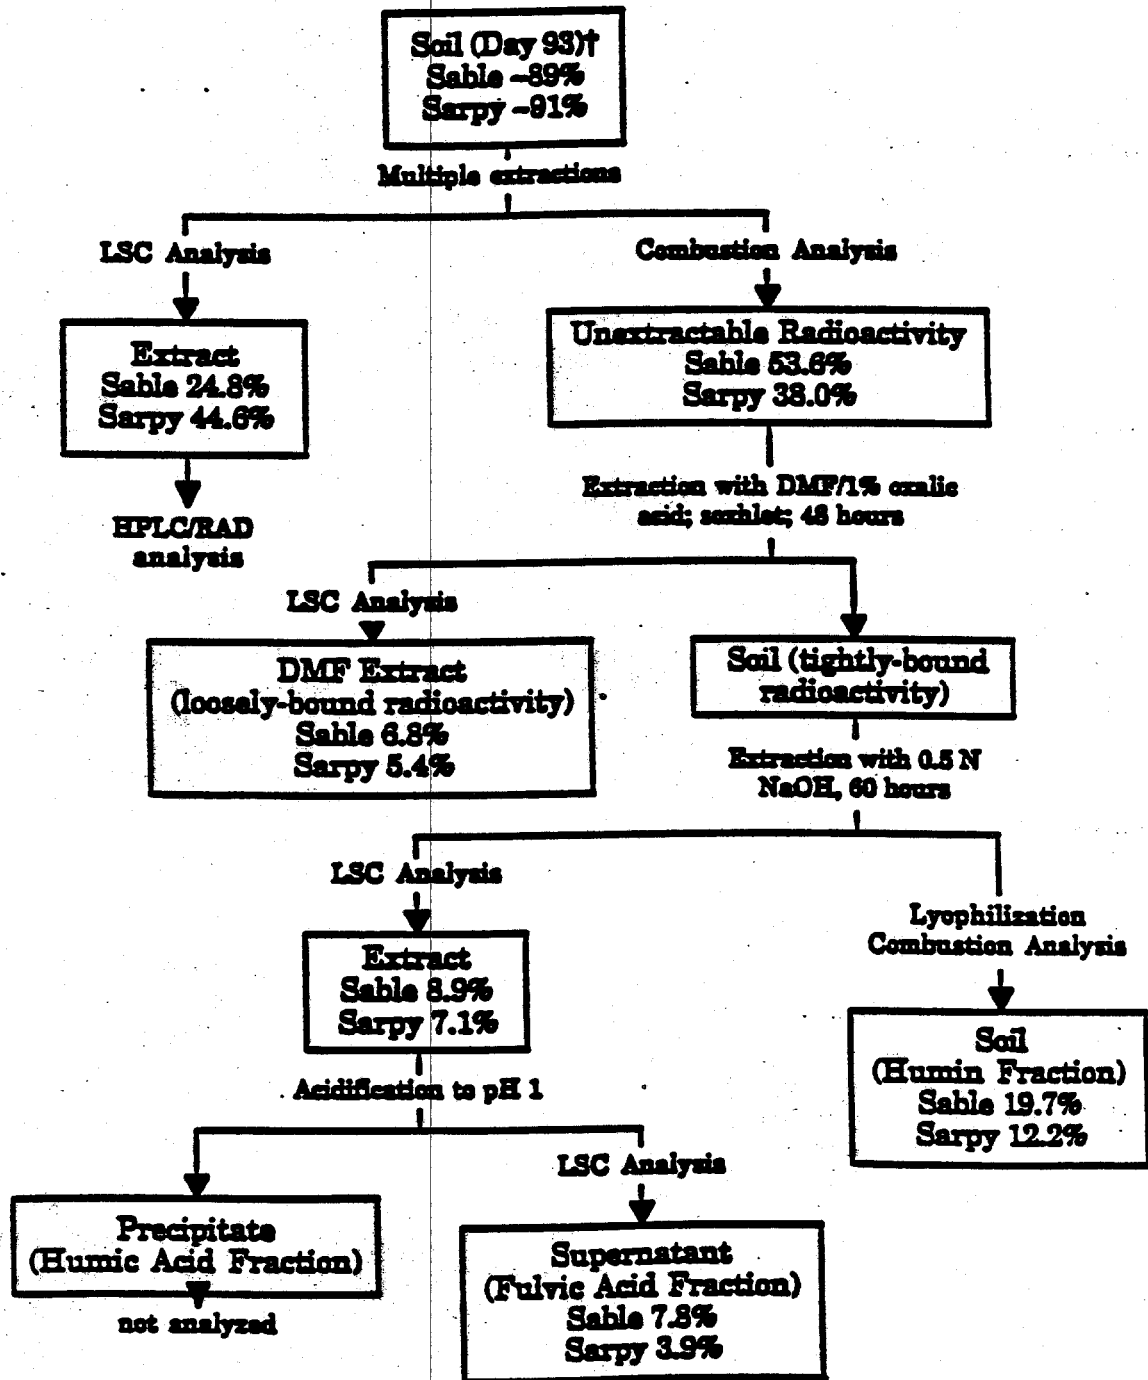 Soil (Day 93)†
Sable ~89%
Sarpy ~91%
Multiple extractions
LSC Analysis
Combustion Analysis
Extract
Sable 24.8%
Sarpy 44.6%
Unextractable Radioactivity
Sable 53.6%
Sarpy 38.0%
HPLC/RAD
analysis
Extraction with DMF/1% oxalic
acid; soxhlet; 48 hours
LSC Analysis
DMF Extract
(loosely-bound radioactivity)
Sable 6.8%
Sarpy 5.4%
Soil (tightly-bound
radioactivity)
Extraction with 0.5 N
NaOH, 60 hours
LSC Analysis
Lyophilization
Combustion Analysis
Extract
Sable 8.9%
Sarpy 7.1%
Soil
(Humin Fraction)
Sable 19.7%
Sarpy 12.2%
Acidification to pH 1
LSC Analysis
Precipitate
(Humic Acid Fraction)
not analyzed
Supernatant
(Fulvic Acid Fraction)
Sable 7.8%
Sarpy 3.9%